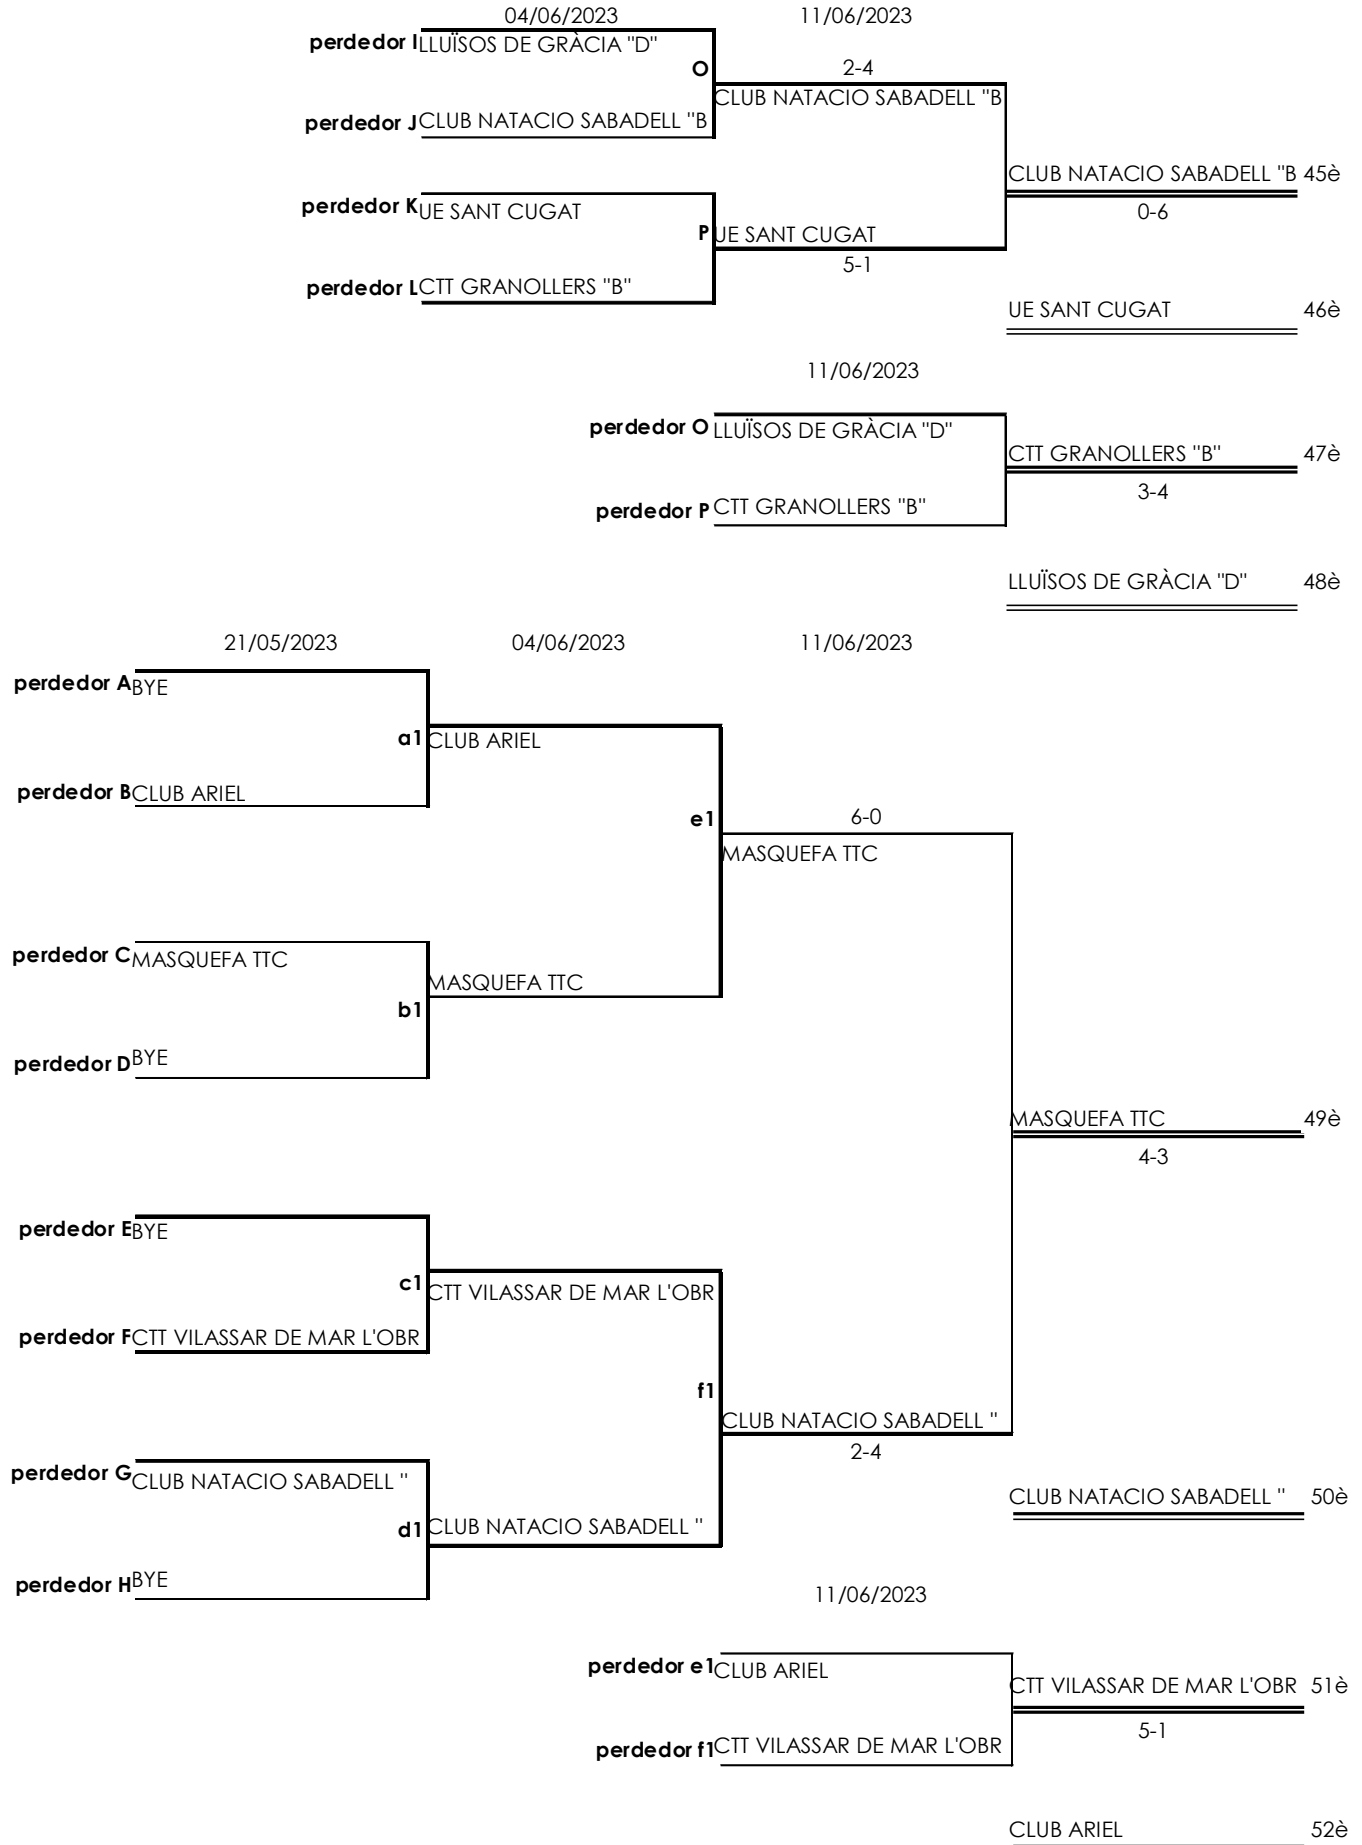 04/06/2023 11/06/2023
perdedor I LLUÏSOS DE GRÀCIA "D"
O 2-4
CLUB NATACIO SABADELL "B
perdedor J CLUB NATACIO SABADELL "B
CLUB NATACIO SABADELL "B 45è
perdedor K UE SANT CUGAT 0-6
P UE SANT CUGAT
5-1
perdedor L CTT GRANOLLERS "B"
UE SANT CUGAT 46è
11/06/2023
perdedor O LLUÏSOS DE GRÀCIA "D"
CTT GRANOLLERS "B" 47è
3-4
perdedor P CTT GRANOLLERS "B"
LLUÏSOS DE GRÀCIA "D" 48è
21/05/2023 04/06/2023 11/06/2023
perdedor A BYE
a1 CLUB ARIEL
perdedor B CLUB ARIEL
e1 6-0
MASQUEFA TTC
perdedor C MASQUEFA TTC
MASQUEFA TTC
b1
perdedor D BYE
MASQUEFA TTC 49è
4-3
perdedor E BYE
c1 CTT VILASSAR DE MAR L'OBR
perdedor F CTT VILASSAR DE MAR L'OBR
f1
CLUB NATACIO SABADELL "
2-4
perdedor G CLUB NATACIO SABADELL "
CLUB NATACIO SABADELL " 50è
d1 CLUB NATACIO SABADELL "
perdedor H BYE
11/06/2023
perdedor e1 CLUB ARIEL
CTT VILASSAR DE MAR L'OBR 51è
5-1
perdedor f1 CTT VILASSAR DE MAR L'OBR
CLUB ARIEL 52è